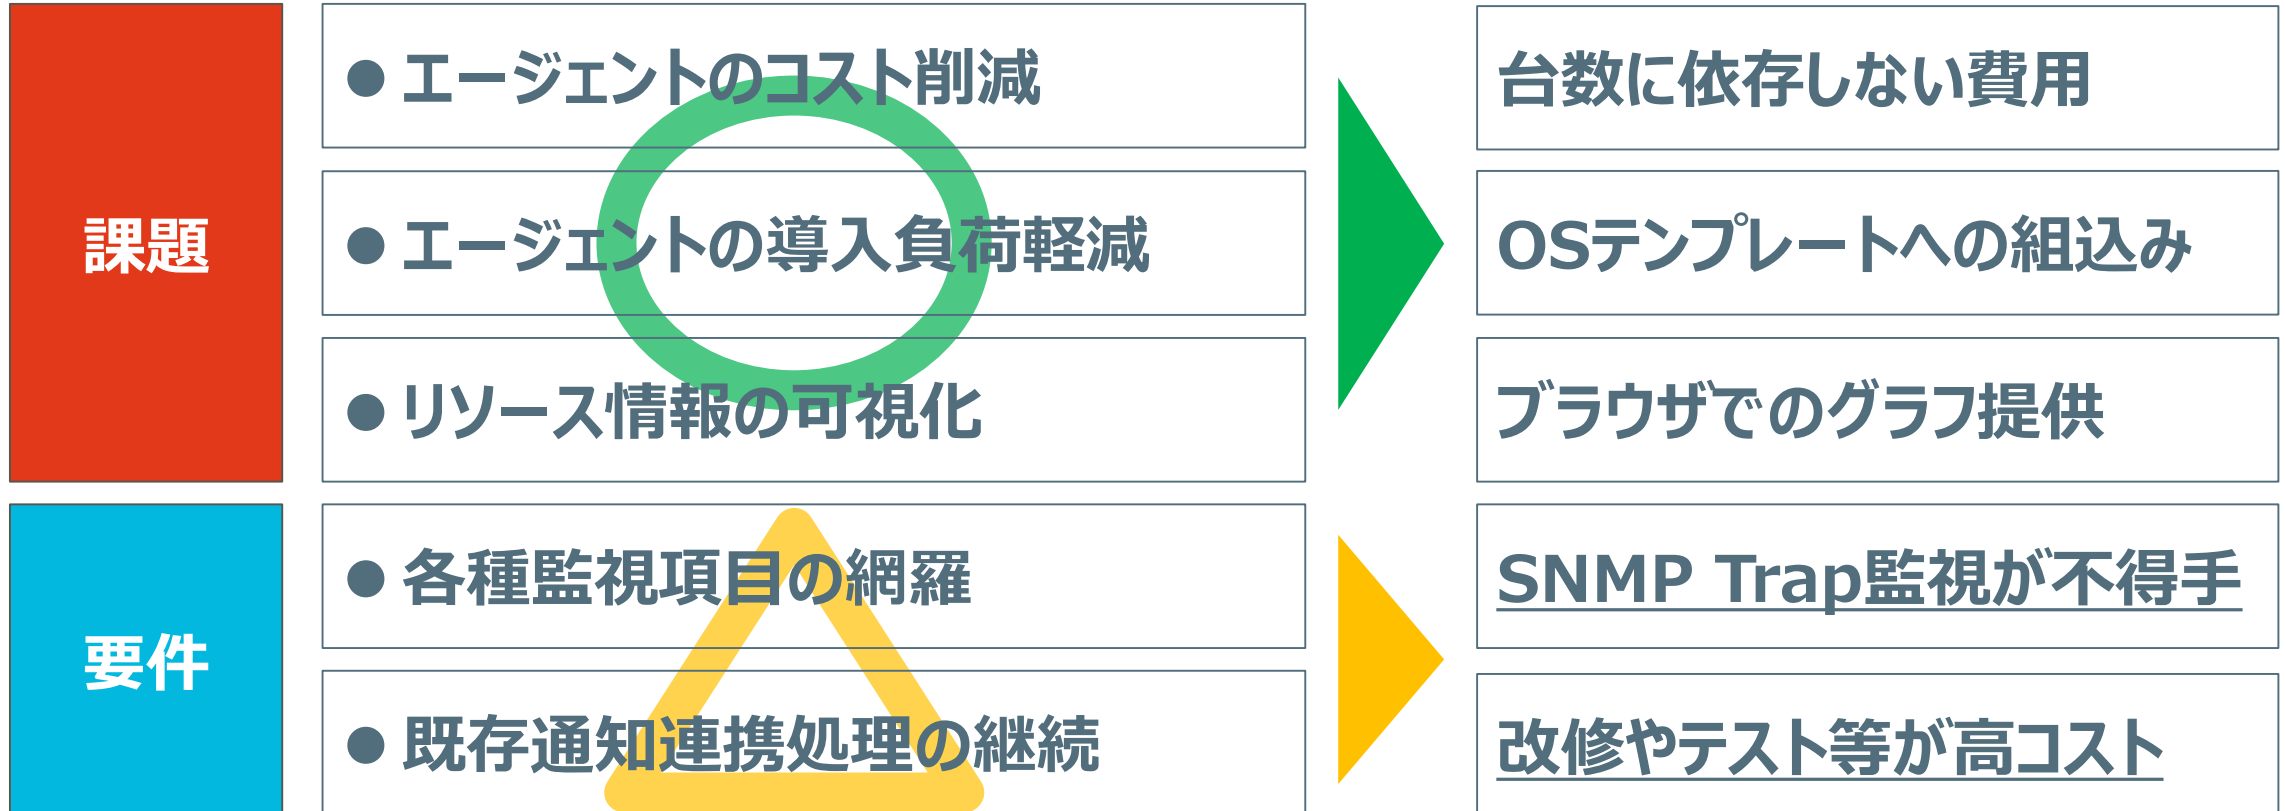 課題
● エージェントのコスト削減
台数に依存しない費用
● エージェントの導入負荷軽減
OSテンプレートへの組込み
● リソース情報の可視化
ブラウザでのグラフ提供
要件
● 各種監視項目の網羅
SNMP Trap監視が不得手
● 既存通知連携処理の継続
改修やテスト等が高コスト